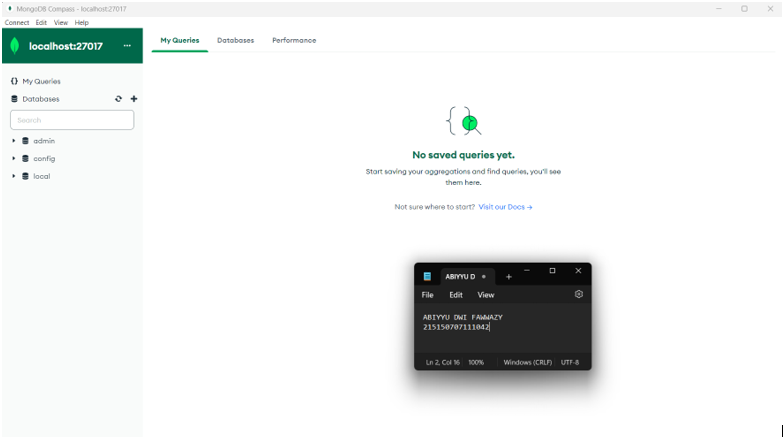 MongoDB Compass - localhost:27017
Connect Edit View Help
localhost:27017 ...
My Queries Databases Performance
{} My Queries
Databases
Search
admin
config
local
No saved queries yet.
Start saving your aggregations and find queries, you'll see
them here.
Not sure where to start? Visit our Docs →
ABIYYU D
File Edit View
ABIYYU DWI FAWWAZY
215150707111042
Ln 2, Col 16 100% Windows (CRLF) UTF-8